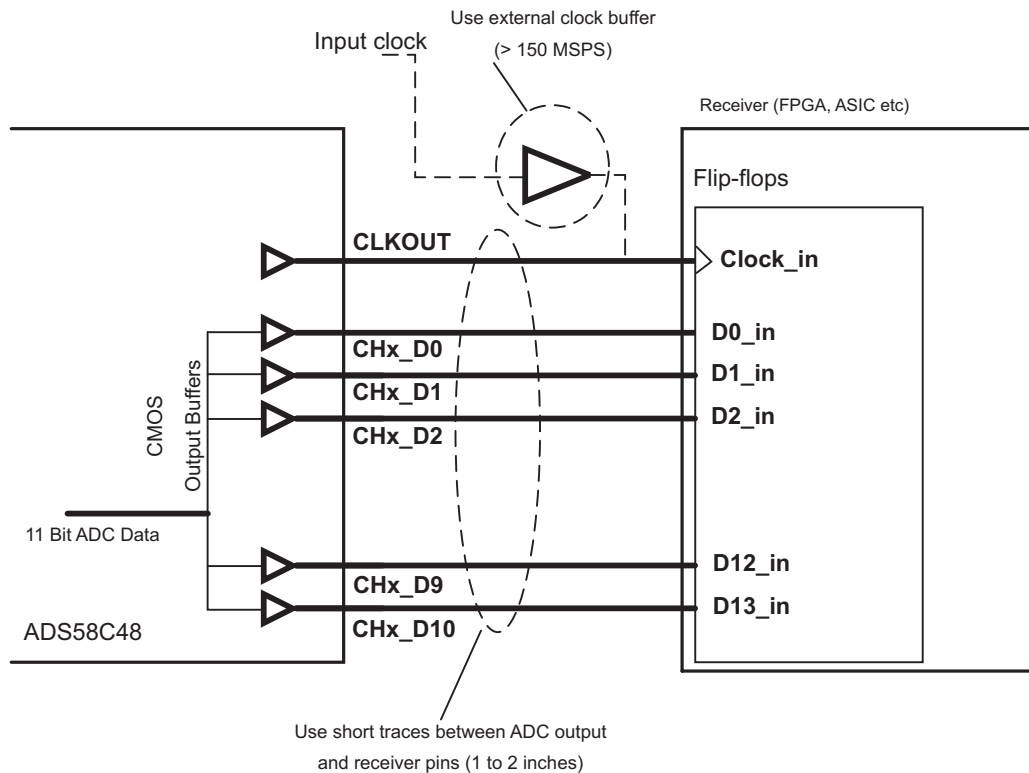 Use external clock buffer
(> 150 MSPS)
Input clock
Receiver (FPGA, ASIC etc)
Flip-flops
CLKOUT
Clock_in
CHx_D0
D0_in
CHx_D1
D1_in
CHx_D2
D2_in
CMOS
Output Buffers
11 Bit ADC Data
CHx_D9
D12_in
CHx_D10
D13_in
ADS58C48
Use short traces between ADC output
and receiver pins (1 to 2 inches)